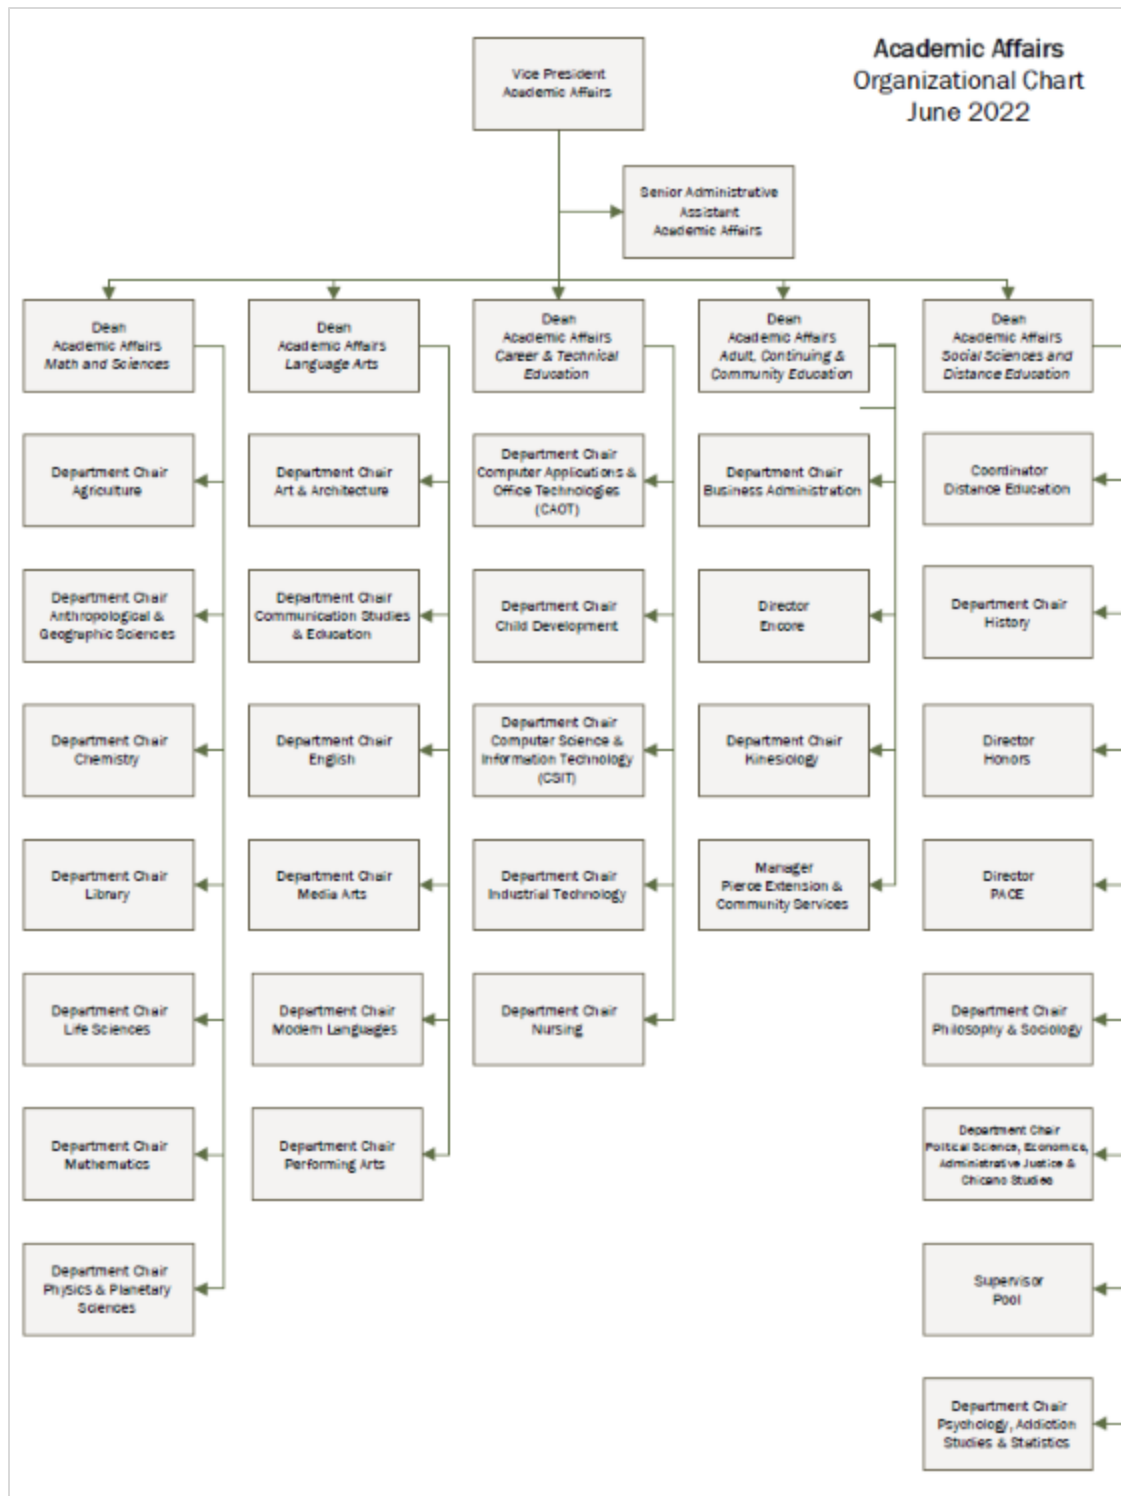 Academic Affairs
Organizational Chart
June 2022
Vice President
Academic Affairs
Senior Administrative
Assistant
Academic Affairs
Dean
Academic Affairs
Math and Sciences
Department Chair
Agriculture
Department Chair
Anthropological &
Geographic Sciences
Department Chair
Chemistry
Department Chair
Library
Department Chair
Life Sciences
Department Chair
Mathematics
Department Chair
Physics & Planetary
Sciences
Dean
Academic Affairs
Language Arts
Department Chair
Art & Architecture
Department Chair
Communication Studies
& Education
Department Chair
English
Department Chair
Media Arts
Department Chair
Modern Languages
Department Chair
Performing Arts
Dean
Academic Affairs
Career & Technical
Education
Department Chair
Computer Applications &
Office Technologies
(CAOT)
Department Chair
Child Development
Department Chair
Computer Science &
Information Technology
(CSIT)
Department Chair
Industrial Technology
Department Chair
Nursing
Dean
Academic Affairs
Adult, Continuing &
Community Education
Department Chair
Business Administration
Director
Encore
Department Chair
Kinesiology
Manager
Pierce Extension &
Community Services
Dean
Academic Affairs
Social Sciences and
Distance Education
Coordinator
Distance Education
Department Chair
History
Director
Honors
Director
PACE
Department Chair
Philosophy & Sociology
Department Chair
Political Science, Economics,
Administrative Justice &
Chicano Studies
Supervisor
Pool
Department Chair
Psychology, Addiction
Studies & Statistics